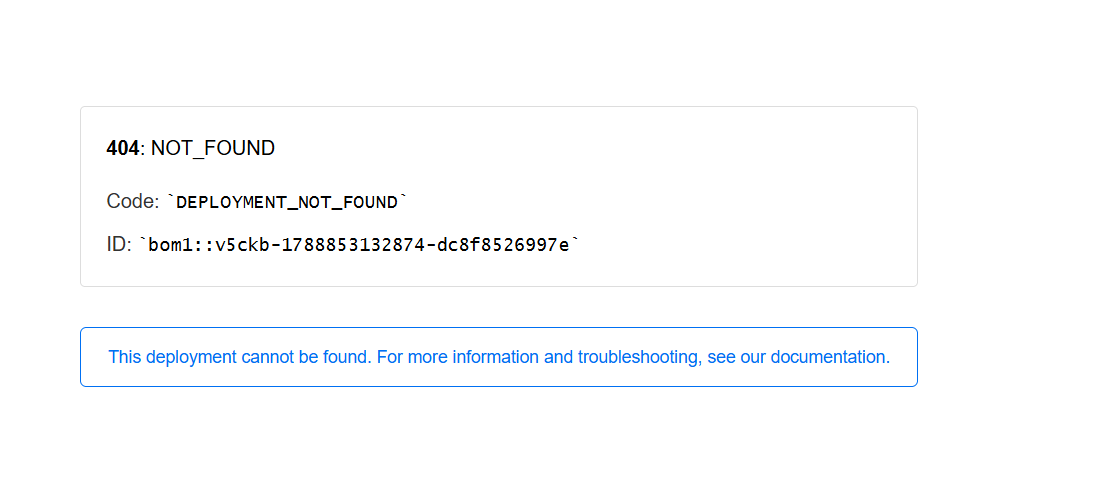 404: NOT_FOUND
Code: `DEPLOYMENT_NOT_FOUND`
ID: `bom1::v5ckb-1788853132874-dc8f8526997e`
This deployment cannot be found. For more information and troubleshooting, see our documentation.